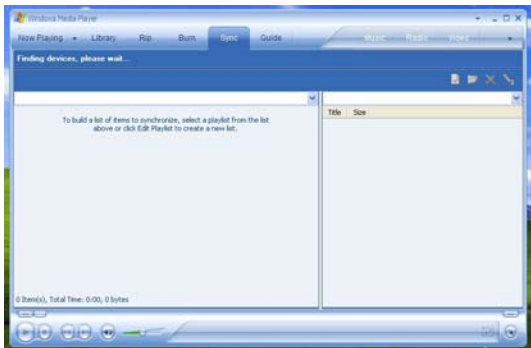 Windows Media Player
Now Playing Library Rip Burn Sync Guide Music Radio Video
Finding devices, please wait...
To build a list of items to synchronize, select a playlist from the list
above or click Edit Playlist to create a new list.
Title Size
0 Item(s), Total Time: 0:00, 0 bytes